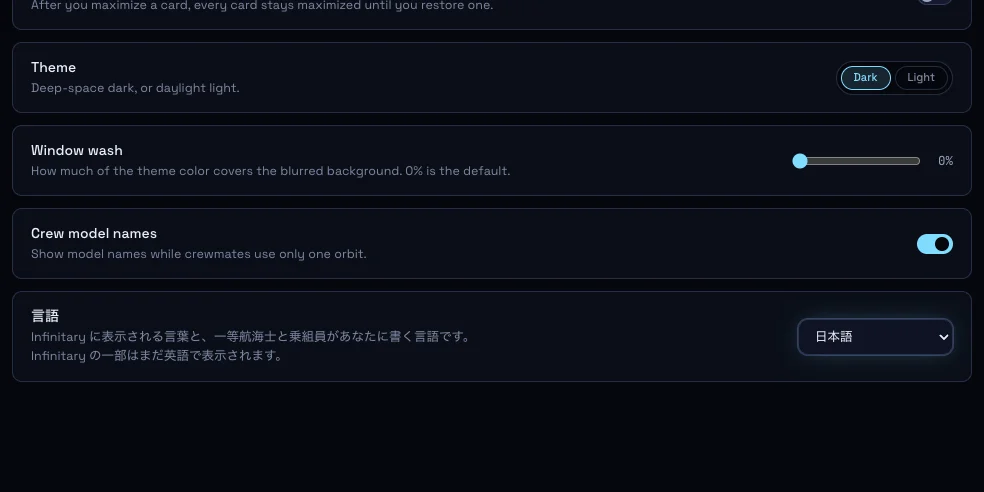 After you maximize a card, every card stays maximized until you restore one.
Theme
Deep-space dark, or daylight light.
Dark
Light
Window wash
How much of the theme color covers the blurred background. 0% is the default.
0%
Crew model names
Show model names while crewmates use only one orbit.
言語
Infinitary に表示される言葉と、一等航海士と乗組員があなたに書く言語です。
Infinitary の一部はまだ英語で表示されます。
日本語